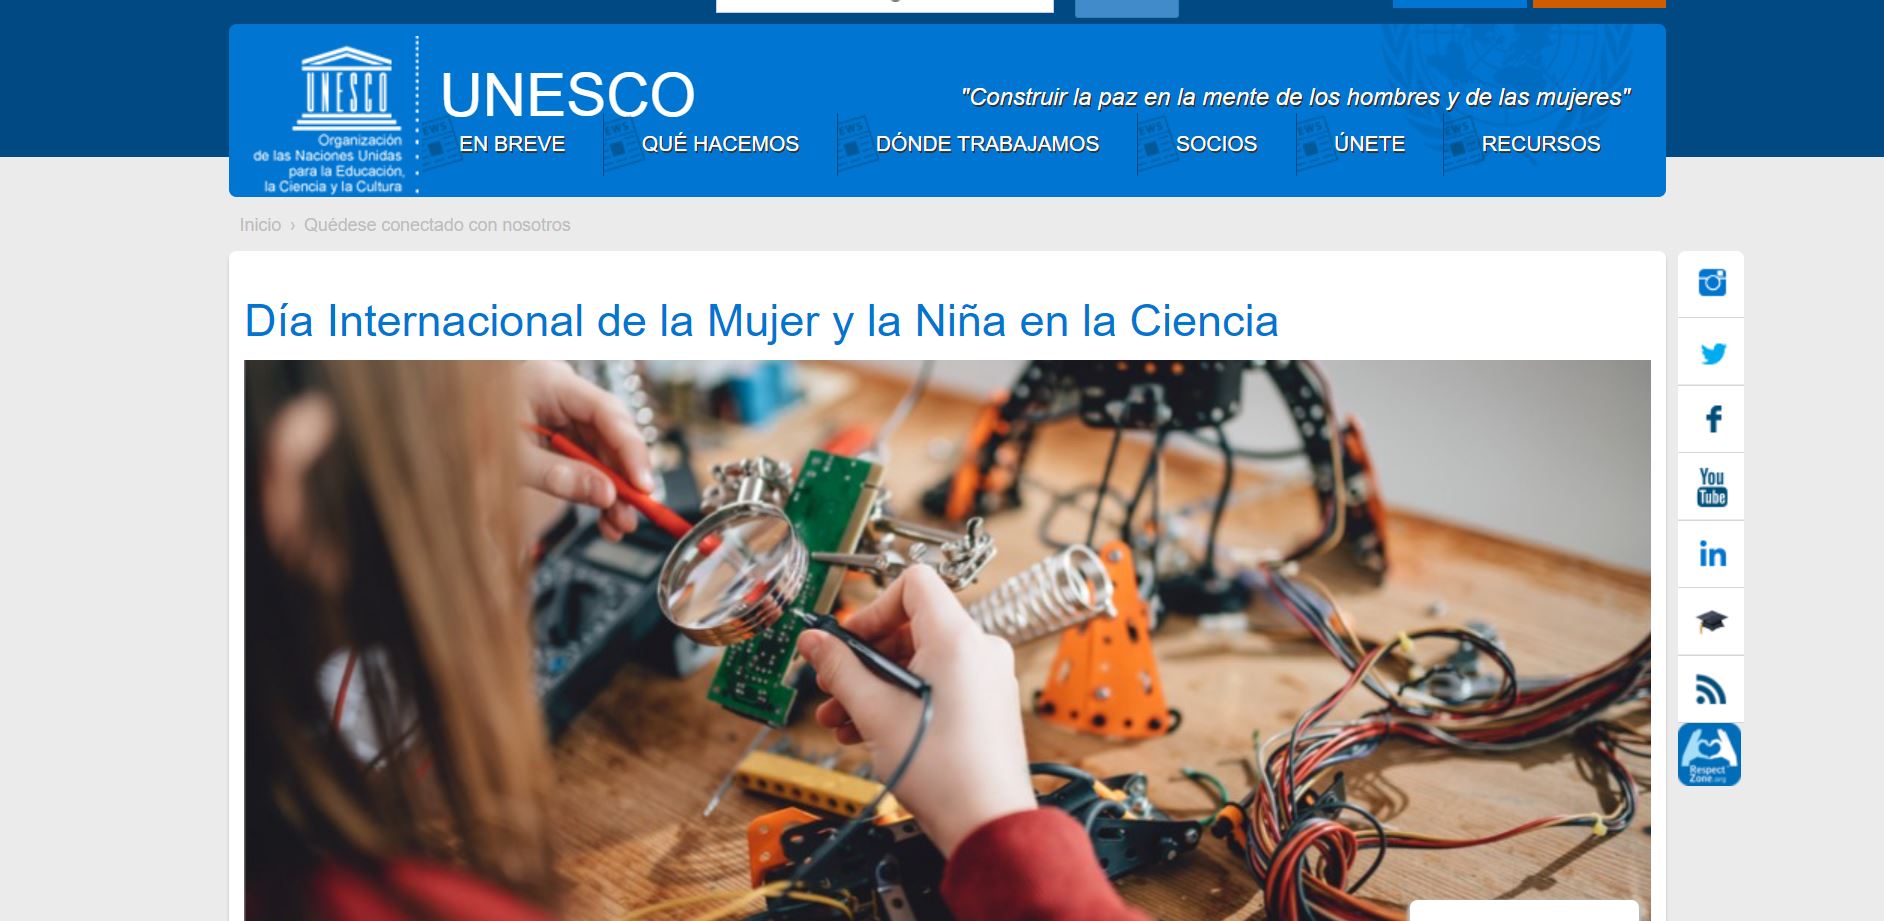 UNESCO
Organización
de las Naciones Unidas
para la Educación,
la Ciencia y la Cultura
UNESCO
"Construir la paz en la mente de los hombres y de las mujeres"
EN BREVE QUÉ HACEMOS DÓNDE TRABAJAMOS SOCIOS ÚNETE RECURSOS
Inicio › Quédese conectado con nosotros
Día Internacional de la Mujer y la Niña en la Ciencia
You
Tube
in
Respect
Zone.org